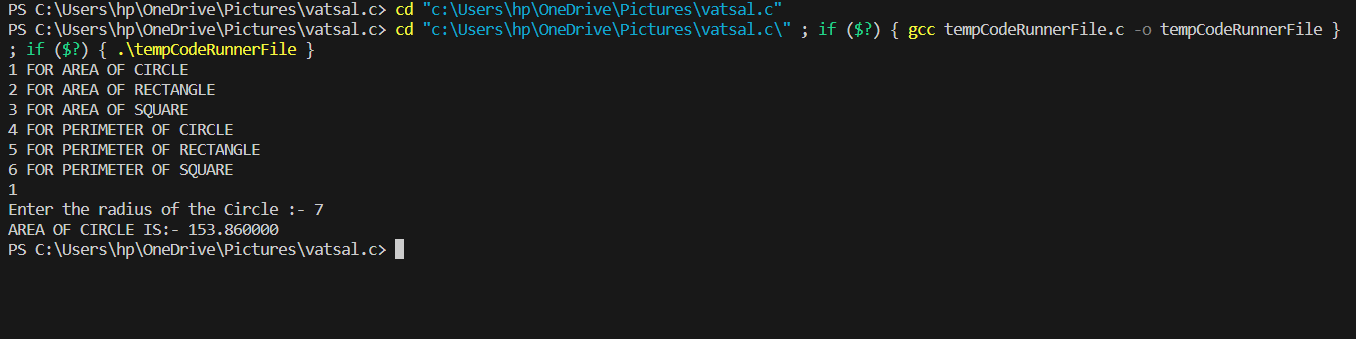 PS C:\Users\hp\OneDrive\Pictures\vatsal.c> cd "c:\Users\hp\OneDrive\Pictures\vatsal.c"
PS C:\Users\hp\OneDrive\Pictures\vatsal.c> cd "c:\Users\hp\OneDrive\Pictures\vatsal.c\" ; if ($?) { gcc tempCodeRunnerFile.c -o tempCodeRunnerFile }
; if ($?) { .\tempCodeRunnerFile }
1 FOR AREA OF CIRCLE
2 FOR AREA OF RECTANGLE
3 FOR AREA OF SQUARE
4 FOR PERIMETER OF CIRCLE
5 FOR PERIMETER OF RECTANGLE
6 FOR PERIMETER OF SQUARE
1
Enter the radius of the Circle :- 7
AREA OF CIRCLE IS:- 153.860000
PS C:\Users\hp\OneDrive\Pictures\vatsal.c>